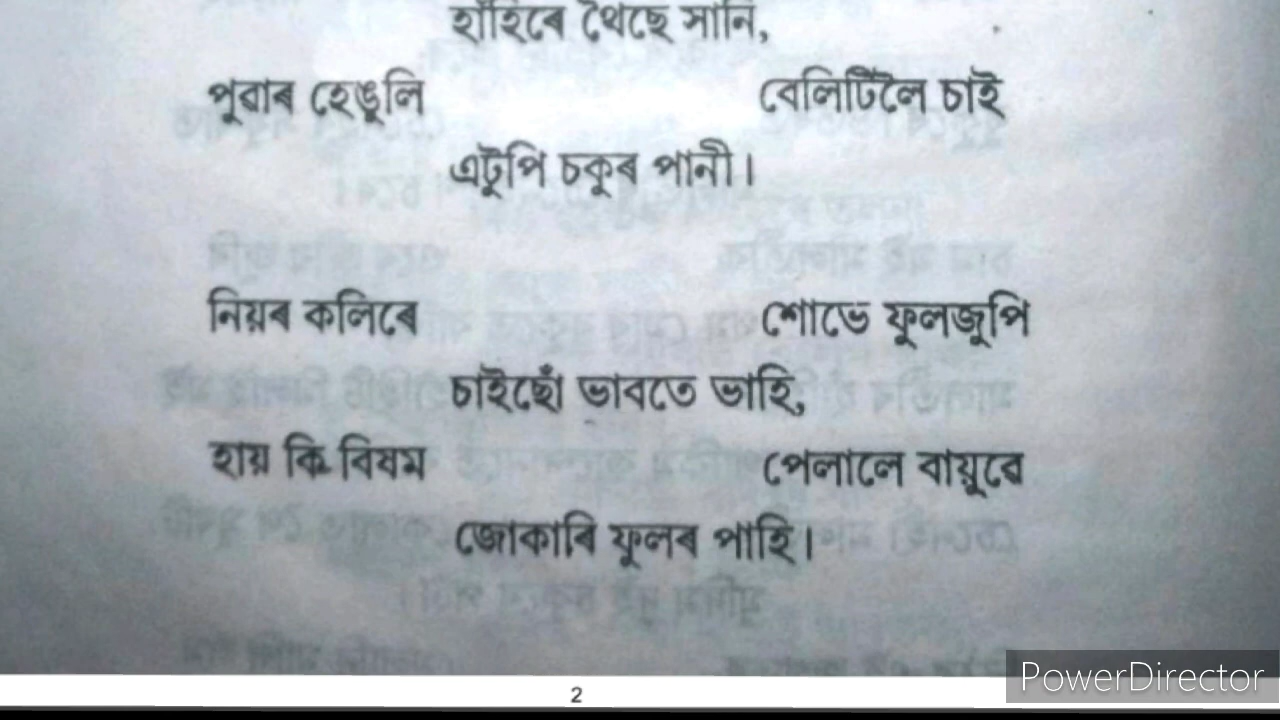 হাঁহিৰে থৈছে সানি,
পুৱাৰ হেঙুলি বেলিটিলৈ চাই
এটুপি চকুৰ পানী।
নিয়ৰ কলিৰে শোভে ফুলজুপি
চাইছোঁ ভাবতে ভাহি,
হায় কি বিষম পেলালে বায়ুৱে
জোকাৰি ফুলৰ পাহি।
2
PowerDirector